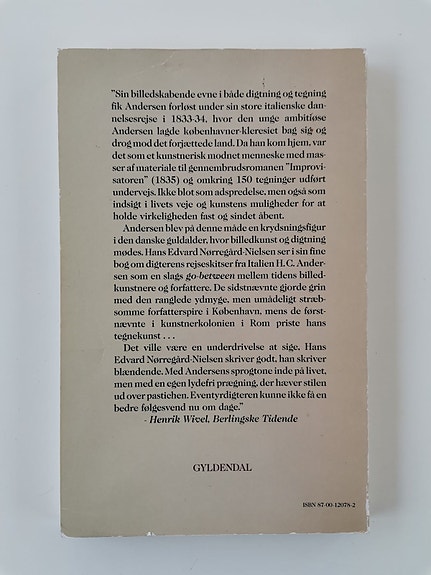 "Sin billedskabende evne i både digtning og tegning
fik Andersen forløst under sin store italienske dan-
nelsesrejse i 1833-34, hvor den unge ambitiøse
Andersen lagde københavner-kleresiet bag sig og
drog mod det forjættede land. Da han kom hjem, var
det som et kunstnerisk modnet menneske med mas-
ser af materiale til gennembrudsromanen "Improvi-
satoren" (1835) og omkring 150 tegninger udført
undervejs. Ikke blot som adspredelse, men også som
indsigt i livets veje og kunstens muligheder for at
holde virkeligheden fast og sindet åbent.
Andersen blev på denne måde en krydsningsfigur
i den danske guldalder, hvor billedkunst og digtning
mødes. Hans Edvard Nørregård-Nielsen ser i sin fine
bog om digterens rejseskitser fra Italien H.C. Ander-
sen som en slags go-between mellem tidens billed-
kunstnere og forfattere. De sidstnævnte gjorde grin
med den ranglede ydmyge, men umådeligt stræb-
somme forfatterspire i København, mens de først-
nævnte i kunstnerkolonien i Rom priste hans
tegnekunst . . .
Det ville være en underdrivelse at sige, Hans
Edvard Nørregård-Nielsen skriver godt, han skriver
blændende. Med Andersens sprogtone inde på livet,
men med en egen lydefri prægning, der hæver stilen
ud over pastichen. Eventyrdigteren kunne ikke få en
bedre følgesvend nu om dage."
- Henrik Wivel, Berlingske Tidende
GYLDENDAL
ISBN 87-00-12078-2